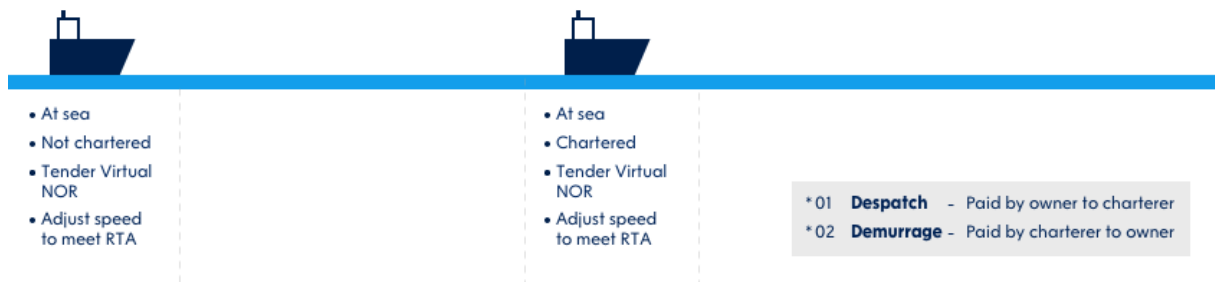 • At sea
• Not chartered
• Tender Virtual
NOR
• Adjust speed
to meet RTA
• At sea
• Chartered
• Tender Virtual
NOR
• Adjust speed
to meet RTA
*01 Despatch - Paid by owner to charterer
*02 Demurrage - Paid by charterer to owner